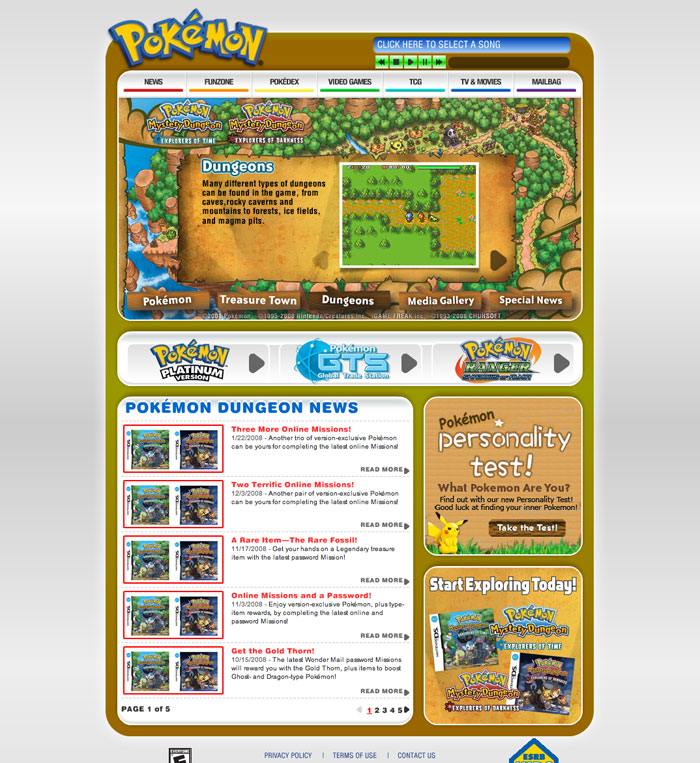 POKéMON
CLICK HERE TO SELECT A SONG
NEWS
FUNZONE
POKÉDEX
VIDEO GAMES
TCG
TV & MOVIES
MAILBAG
POKéMON
Mystery Dungeon
EXPLORERS OF TIME
POKéMON
Mystery Dungeon
EXPLORERS OF DARKNESS
Dungeons
Many different types of dungeons
can be found in the game, from
caves,rocky caverns and
mountains to forests, ice fields,
and magma pits.
Pokémon
Treasure Town
Dungeons
Media Gallery
Special News
POKéMON
PLATINUM
VERSION
Pokémon
GTS
Global Trade Station
POKéMON
RANGER
POKÉMON DUNGEON NEWS
Three More Online Missions!
1/22/2008 - Another trio of version-exclusive Pokémon
can be yours for completing the latest online Missions!
READ MORE
Two Terrific Online Missions!
12/3/2008 - Another pair of version-exclusive Pokémon
can be yours for completing the latest online Missions!
READ MORE
A Rare Item—The Rare Fossil!
11/17/2008 - Get your hands on a Legendary treasure
item with the latest password Mission!
READ MORE
Online Missions and a Password!
11/3/2008 - Enjoy version-exclusive Pokémon, plus type-
item rewards, by completing the latest online and
password Missions!
READ MORE
Get the Gold Thorn!
10/15/2008 - The latest Wonder Mail password Missions
will reward you with the Gold Thorn, plus items to boost
Ghost- and Dragon-type Pokémon!
READ MORE
PAGE 1 of 5
1 2 3 4 5
Pokémon
personality
test!
What Pokemon Are You?
Find out with our new Personality Test!
Good luck at finding your inner Pokemon!
Take the Test!
Start Exploring Today!
POKéMON
Mystery Dungeon
EXPLORERS OF TIME
POKéMON
Mystery Dungeon
EXPLORERS OF DARKNESS
EVERYONE
E
PRIVACY POLICY | TERMS OF USE | CONTACT US
ESRB